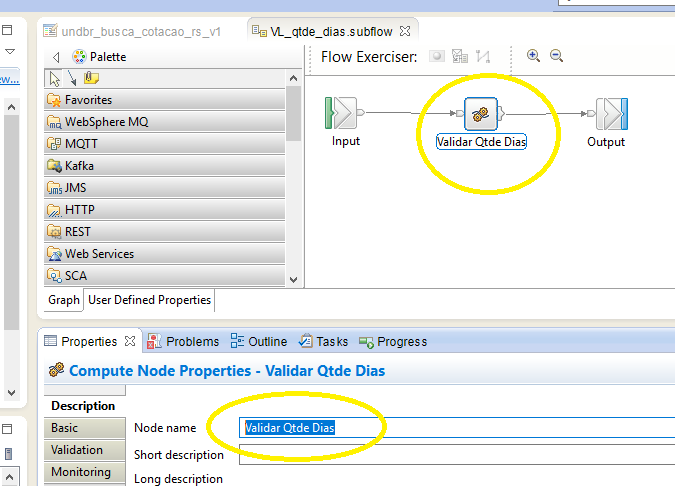 undbr_busca_cotacao_rs_v1
VL_qtde_dias.subflow
Palette
Flow Exerciser:
ew...
Favorites
WebSphere MQ
MQTT
Kafka
JMS
HTTP
REST
Web Services
SCA
Input
Validar Qtde Dias
Output
Graph
User Defined Properties
Properties
Problems
Outline
Tasks
Progress
Compute Node Properties - Validar Qtde Dias
Description
Basic
Validation
Monitoring
Node name
Validar Qtde Dias
Short description
Long description